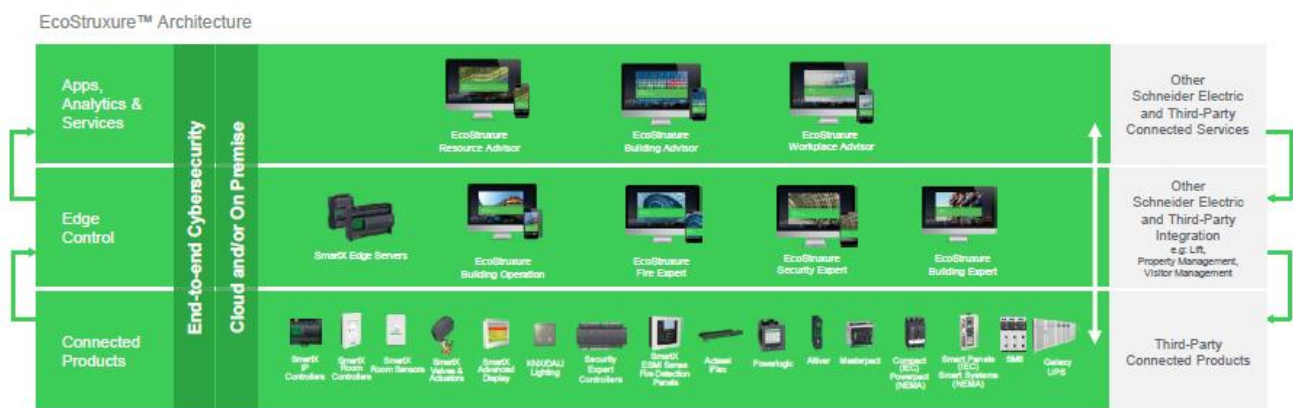 EcoStruxure™ Architecture
Apps,
Analytics &
Services
End-to-end Cybersecurity
Cloud and/or On Premise
EcoStruxure
Resource Advisor
EcoStruxure
Building Advisor
EcoStruxure
Workplace Advisor
Other
Schneider Electric
and Third-Party
Connected Services
Edge
Control
SmartX Edge Servers
EcoStruxure
Building Operation
EcoStruxure
Fire Expert
EcoStruxure
Security Expert
EcoStruxure
Building Expert
Other
Schneider Electric
and Third-Party
Integration
e.g: Lift,
Property Management,
Visitor Management
Connected
Products
SmartX
IP
Controllers
SmartX
Room
Controllers
SmartX
Room Sensors
SmartX
Valves &
Actuators
SmartX
Advanced
Display
KNX/DALI
Lighting
Security
Expert
Controllers
SmartX
ESMI Sense
Fire Detection
Panels
Acti
Powerlogic
Altivar
Masterpact
Compact
(IEC)
Powerpact
(NEMA)
Smart Panels
(IEC)
Smart Systems
(NEMA)
SM6
Galaxy
UPS
Third-Party
Connected Products